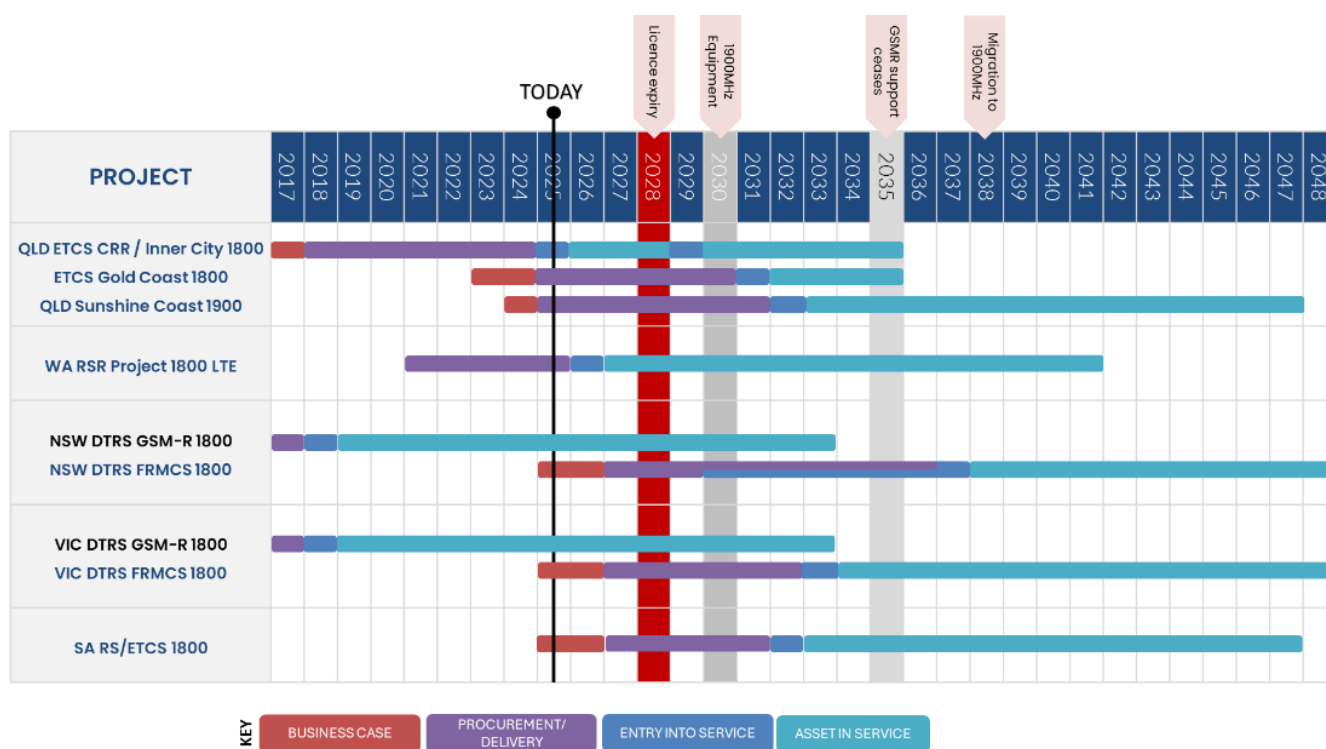 Licence expiry
1900MHz
Equipment
GSMR support
ceases
Migration to
1900MHz
TODAY
PROJECT
2017
2018
2019
2020
2021
2022
2023
2024
2025
2026
2027
2028
2029
2030
2031
2032
2033
2034
2035
2036
2037
2038
2039
2040
2041
2042
2043
2044
2045
2046
2047
2048
QLD ETCS CRR / Inner City 1800
ETCS Gold Coast 1800
QLD Sunshine Coast 1900
WA RSR Project 1800 LTE
NSW DTRS GSM-R 1800
NSW DTRS FRMCS 1800
VIC DTRS GSM-R 1800
VIC DTRS FRMCS 1800
SA RS/ETCS 1800
KEY
BUSINESS CASE
PROCUREMENT/
DELIVERY
ENTRY INTO SERVICE
ASSET IN SERVICE